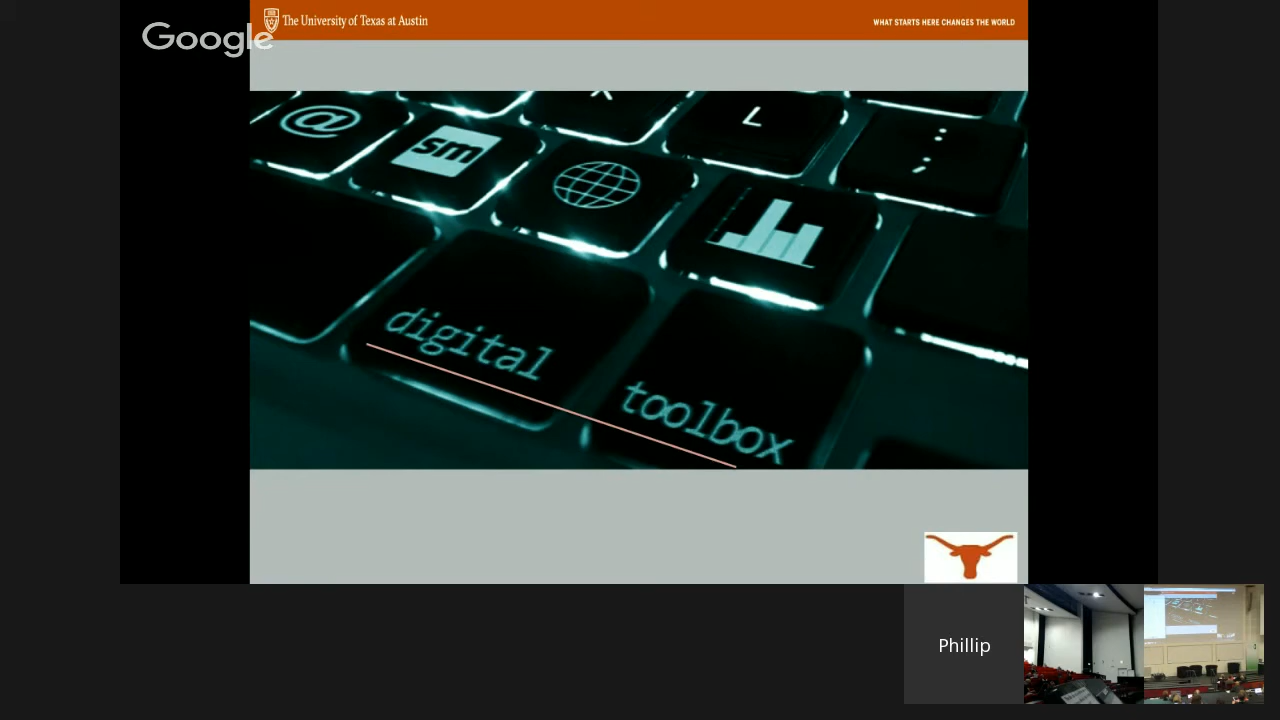 The University of Texas at Austin
WHAT STARTS HERE CHANGES THE WORLD
Google
L
@
sm
;
digital
toolbox
Phillip